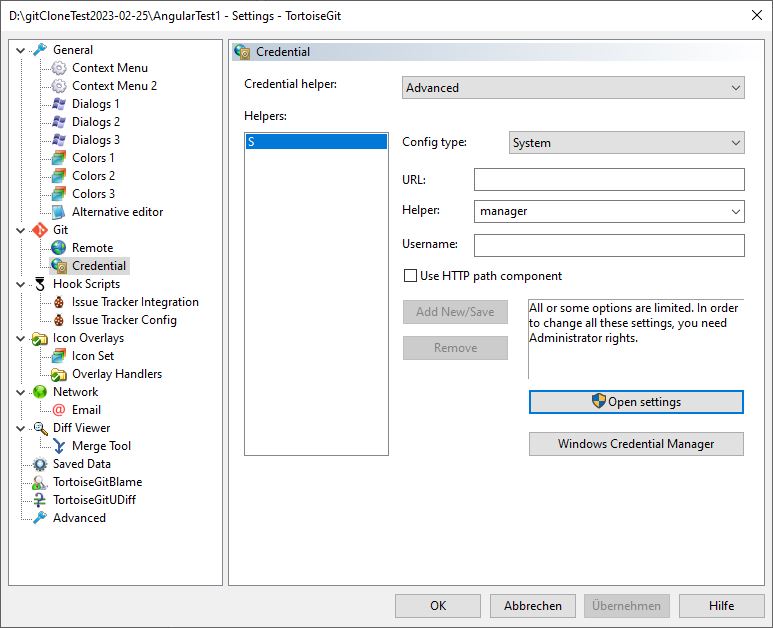 D:\gitCloneTest2023-02-25\AngularTest1 - Settings - TortoiseGit
General
Context Menu
Context Menu 2
Dialogs 1
Dialogs 2
Dialogs 3
Colors 1
Colors 2
Colors 3
Alternative editor
Git
Remote
Credential
Hook Scripts
Issue Tracker Integration
Issue Tracker Config
Icon Overlays
Icon Set
Overlay Handlers
Network
Email
Diff Viewer
Merge Tool
Saved Data
TortoiseGitBlame
TortoiseGitUDiff
Advanced
Credential
Credential helper:
Advanced
Helpers:
S
Config type:
System
URL:
Helper:
manager
Username:
Use HTTP path component
Add New/Save
Remove
All or some options are limited. In order
to change all these settings, you need
Administrator rights.
Open settings
Windows Credential Manager
OK
Abbrechen
Übernehmen
Hilfe